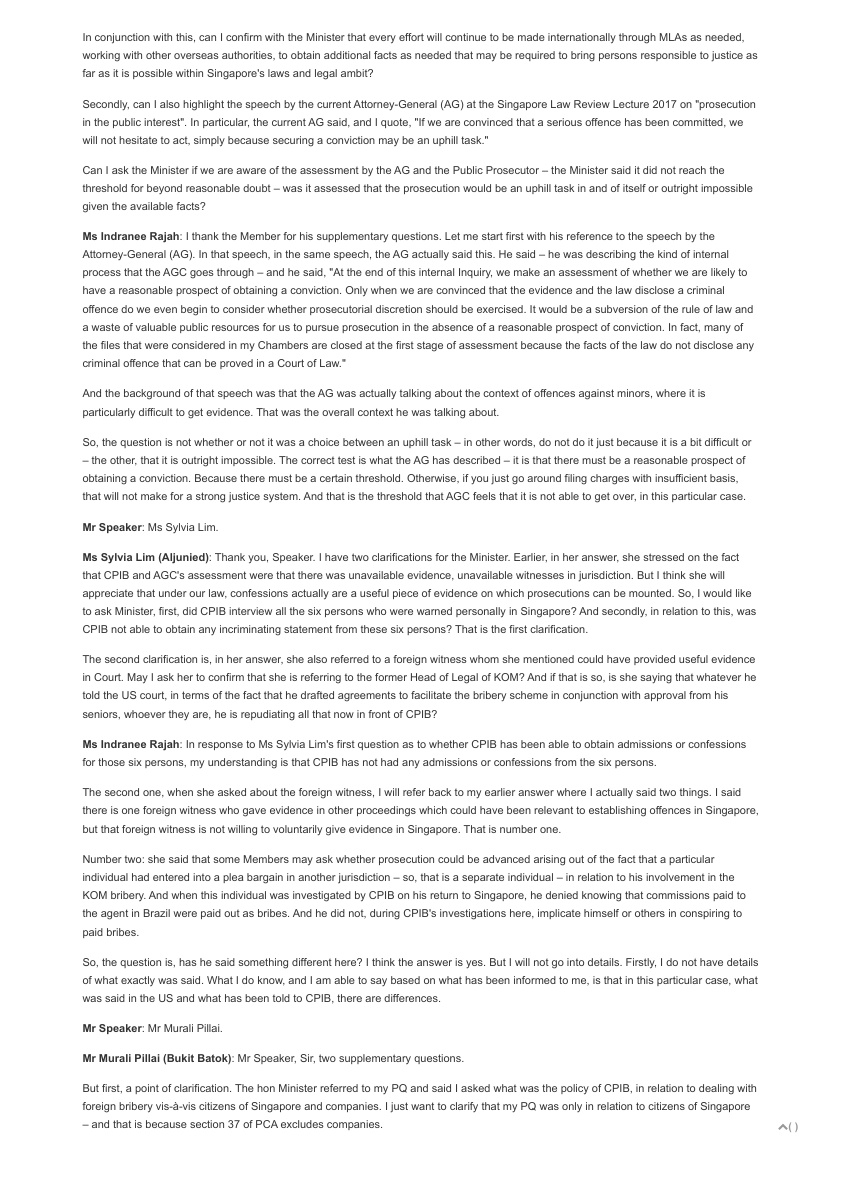 In conjunction with this, can I confirm with the Minister that every effort will continue to be made internationally through MLAs as needed,
working with other overseas authorities, to obtain additional facts as needed that may be required to bring persons responsible to justice as
far as it is possible within Singapore's laws and legal ambit?
Secondly, can I also highlight the speech by the current Attorney-General (AG) at the Singapore Law Review Lecture 2017 on "prosecution
in the public interest". In particular, the current AG said, and I quote, "If we are convinced that a serious offence has been committed, we
will not hesitate to act, simply because securing a conviction may be an uphill task."
Can I ask the Minister if we are aware of the assessment by the AG and the Public Prosecutor – the Minister said it did not reach the
threshold for beyond reasonable doubt – was it assessed that the prosecution would be an uphill task in and of itself or outright impossible
given the available facts?
Ms Indranee Rajah: I thank the Member for his supplementary questions. Let me start first with his reference to the speech by the
Attorney-General (AG). In that speech, in the same speech, the AG actually said this. He said – he was describing the kind of internal
process that the AGC goes through – and he said, "At the end of this internal Inquiry, we make an assessment of whether we are likely to
have a reasonable prospect of obtaining a conviction. Only when we are convinced that the evidence and the law disclose a criminal
offence do we even begin to consider whether prosecutorial discretion should be exercised. It would be a subversion of the rule of law and
a waste of valuable public resources for us to pursue prosecution in the absence of a reasonable prospect of conviction. In fact, many of
the files that were considered in my Chambers are closed at the first stage of assessment because the facts of the law do not disclose any
criminal offence that can be proved in a Court of Law."
And the background of that speech was that the AG was actually talking about the context of offences against minors, where it is
particularly difficult to get evidence. That was the overall context he was talking about.
So, the question is not whether or not it was a choice between an uphill task – in other words, do not do it just because it is a bit difficult or
– the other, that it is outright impossible. The correct test is what the AG has described – it is that there must be a reasonable prospect of
obtaining a conviction. Because there must be a certain threshold. Otherwise, if you just go around filing charges with insufficient basis,
that will not make for a strong justice system. And that is the threshold that AGC feels that it is not able to get over, in this particular case.
Mr Speaker: Ms Sylvia Lim.
Ms Sylvia Lim (Aljunied): Thank you, Speaker. I have two clarifications for the Minister. Earlier, in her answer, she stressed on the fact
that CPIB and AGC's assessment were that there was unavailable evidence, unavailable witnesses in jurisdiction. But I think she will
appreciate that under our law, confessions actually are a useful piece of evidence on which prosecutions can be mounted. So, I would like
to ask Minister, first, did CPIB interview all the six persons who were warned personally in Singapore? And secondly, in relation to this, was
CPIB not able to obtain any incriminating statement from these six persons? That is the first clarification.
The second clarification is, in her answer, she also referred to a foreign witness whom she mentioned could have provided useful evidence
in Court. May I ask her to confirm that she is referring to the former Head of Legal of KOM? And if that is so, is she saying that whatever he
told the US court, in terms of the fact that he drafted agreements to facilitate the bribery scheme in conjunction with approval from his
seniors, whoever they are, he is repudiating all that now in front of CPIB?
Ms Indranee Rajah: In response to Ms Sylvia Lim's first question as to whether CPIB has been able to obtain admissions or confessions
for those six persons, my understanding is that CPIB has not had any admissions or confessions from the six persons.
The second one, when she asked about the foreign witness, I will refer back to my earlier answer where I actually said two things. I said
there is one foreign witness who gave evidence in other proceedings which could have been relevant to establishing offences in Singapore,
but that foreign witness is not willing to voluntarily give evidence in Singapore. That is number one.
Number two: she said that some Members may ask whether prosecution could be advanced arising out of the fact that a particular
individual had entered into a plea bargain in another jurisdiction – so, that is a separate individual – in relation to his involvement in the
KOM bribery. And when this individual was investigated by CPIB on his return to Singapore, he denied knowing that commissions paid to
the agent in Brazil were paid out as bribes. And he did not, during CPIB's investigations here, implicate himself or others in conspiring to
paid bribes.
So, the question is, has he said something different here? I think the answer is yes. But I will not go into details. Firstly, I do not have details
of what exactly was said. What I do know, and I am able to say based on what has been informed to me, is that in this particular case, what
was said in the US and what has been told to CPIB, there are differences.
Mr Speaker: Mr Murali Pillai.
Mr Murali Pillai (Bukit Batok): Mr Speaker, Sir, two supplementary questions.
But first, a point of clarification. The hon Minister referred to my PQ and said I asked what was the policy of CPIB, in relation to dealing with
foreign bribery vis-à-vis citizens of Singapore and companies. I just want to clarify that my PQ was only in relation to citizens of Singapore
– and that is because section 37 of PCA excludes companies.
( )